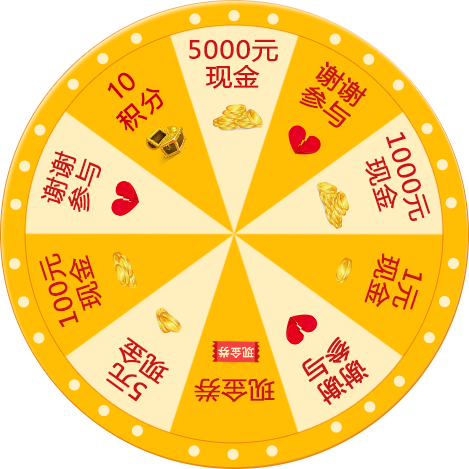 5000元
现金
谢谢
参与
1000元
现金
1元
现金
谢谢
参与
现金券
现金券
5元
现金
100元
现金
谢谢
参与
10
积分